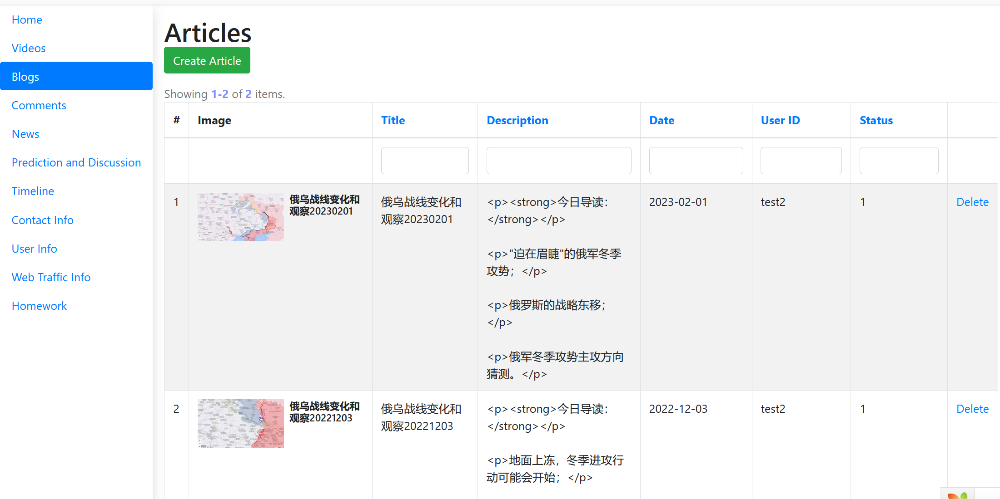 Home
Videos
Blogs
Comments
News
Prediction and Discussion
Timeline
Contact Info
User Info
Web Traffic Info
Homework
Articles
Create Article
Showing 1-2 of 2 items.
# Image Title Description Date User ID Status
1
俄乌战线变化和
观察20230201
俄乌战线变化和
观察20230201
<p><strong>今日导读：
</strong></p>
<p>"迫在眉睫"的俄军冬季
攻势；</p>
<p>俄罗斯的战略东移；
</p>
<p>俄军冬季攻势主攻方向
猜测。</p>
2023-02-01
test2
1
Delete
2
俄乌战线变化和
观察20221203
俄乌战线变化和
观察20221203
<p><strong>今日导读：
</strong></p>
<p>地面上冻，冬季进攻行
动可能会开始；</p>
2022-12-03
test2
1
Delete